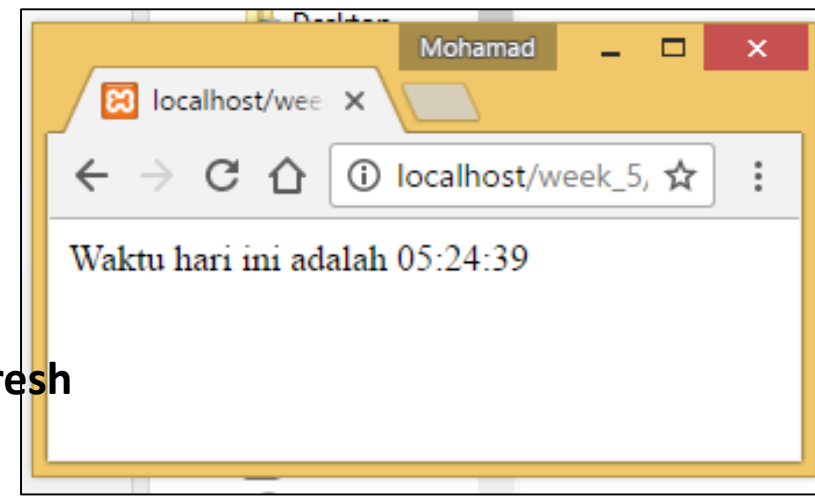 Mohamad
localhost/wee
localhost/week_5,
Waktu hari ini adalah 05:24:39
resh